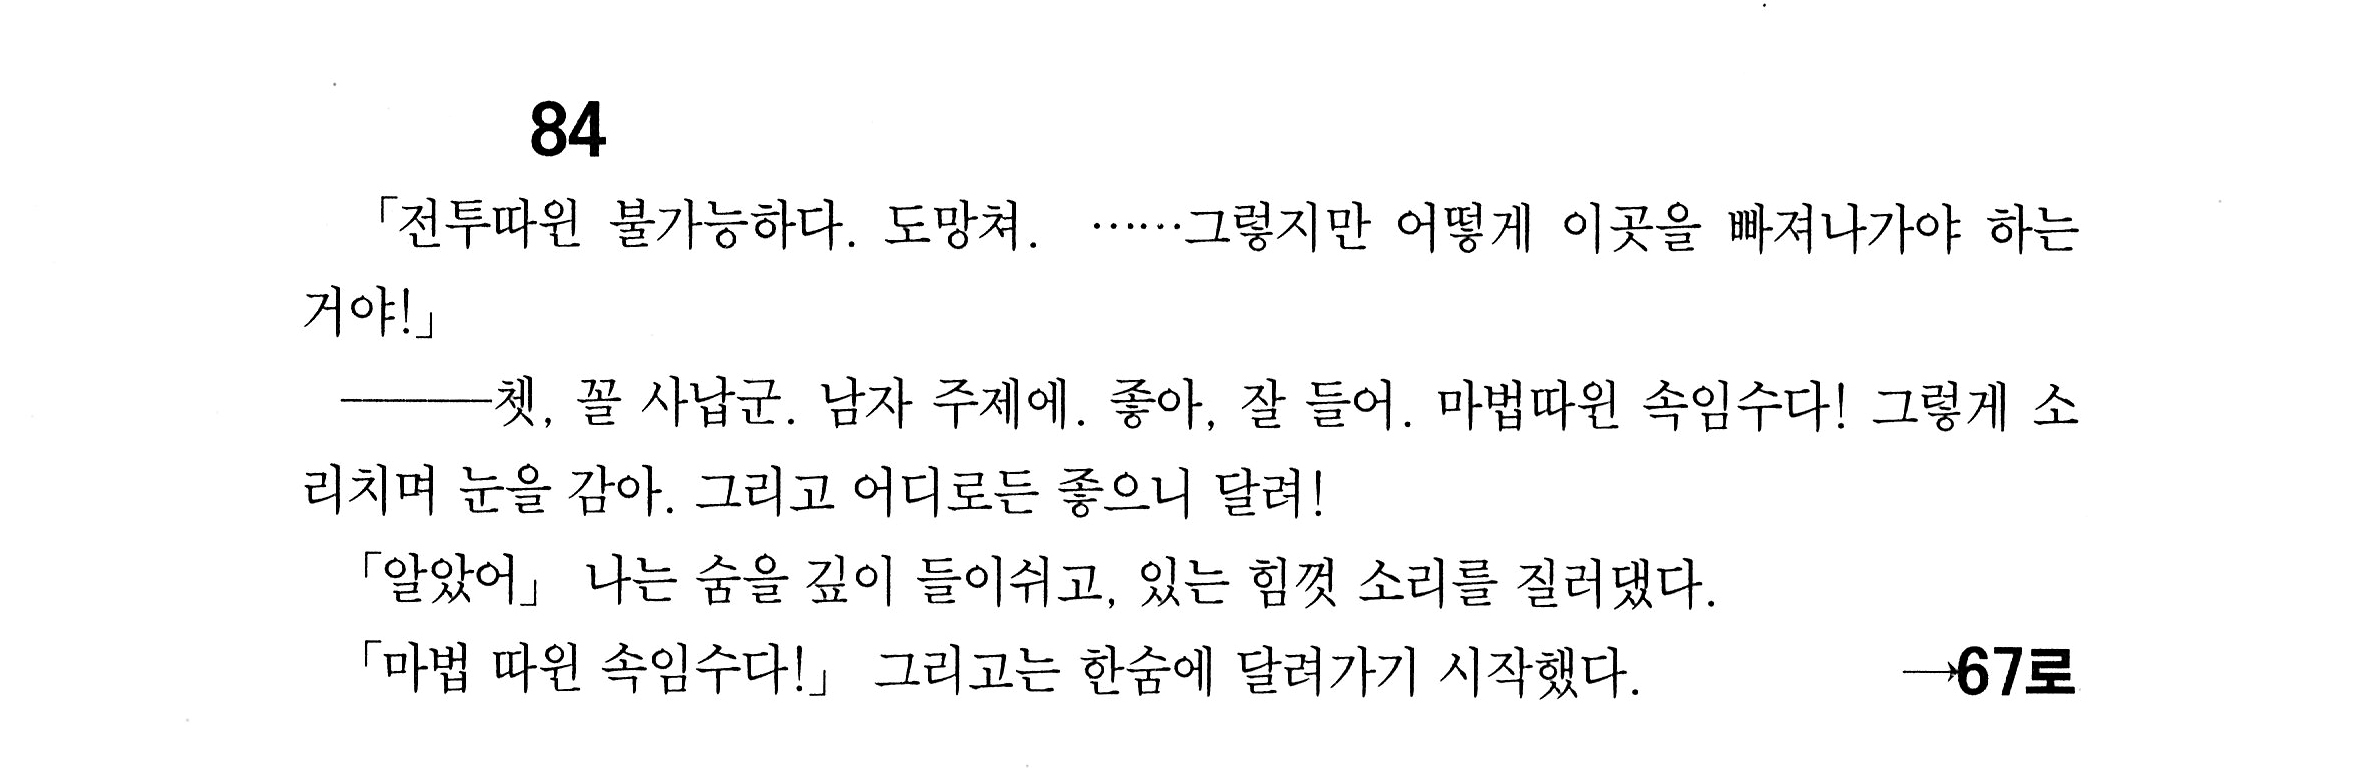 84
「전투따윈 불가능하다. 도망쳐. ……그렇지만 어떻게 이곳을 빠져나가야 하는
거야!」
───쳇, 꼴 사납군. 남자 주제에. 좋아, 잘 들어. 마법따윈 속임수다! 그렇게 소
리치며 눈을 감아. 그리고 어디로든 좋으니 달려!
「알았어」 나는 숨을 깊이 들이쉬고, 있는 힘껏 소리를 질러댔다.
「마법 따윈 속임수다!」 그리고는 한숨에 달려가기 시작했다. →67로